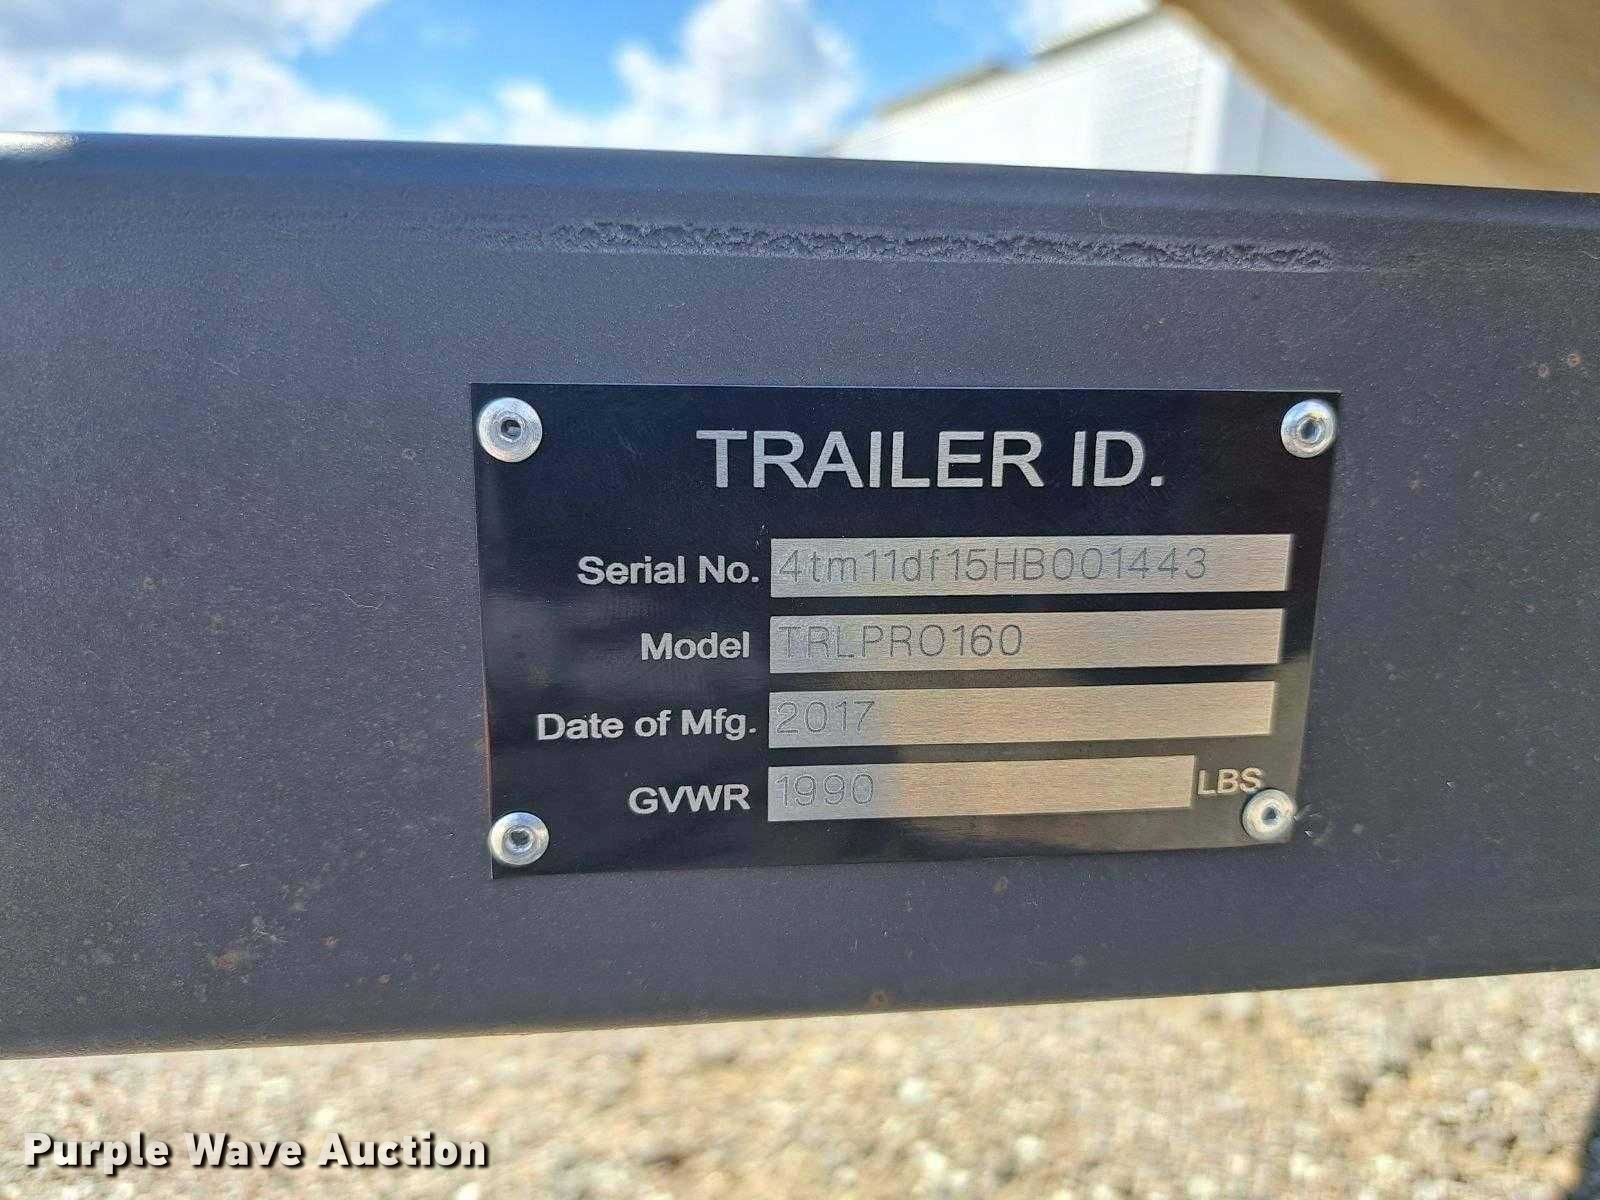 TRAILER ID.
Serial No. 4tm11df15HB001443
Model TRLPRO160
Date of Mfg. 2017
GVWR 1990 LBS
Purple Wave Auction